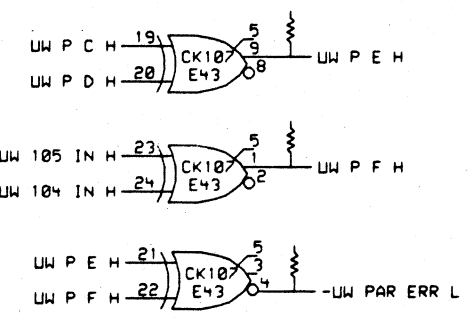 5
UW P C H 19 9 UW P E H
CK10
UW P D H 20 E43 8
5
UW 105 IN H 23 1 UW P F H
CK10
UW 104 IN H 24 E43 2
5
UW P E H 21 3
CK10
UW P F H 22 E43 4 -UW PAR ERR L